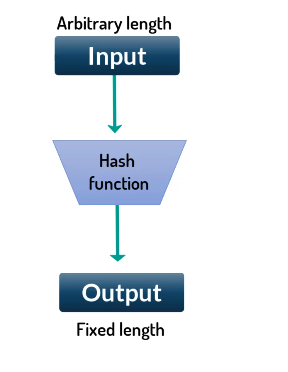 Arbitrary length
Input
Hash
function
Output
Fixed length